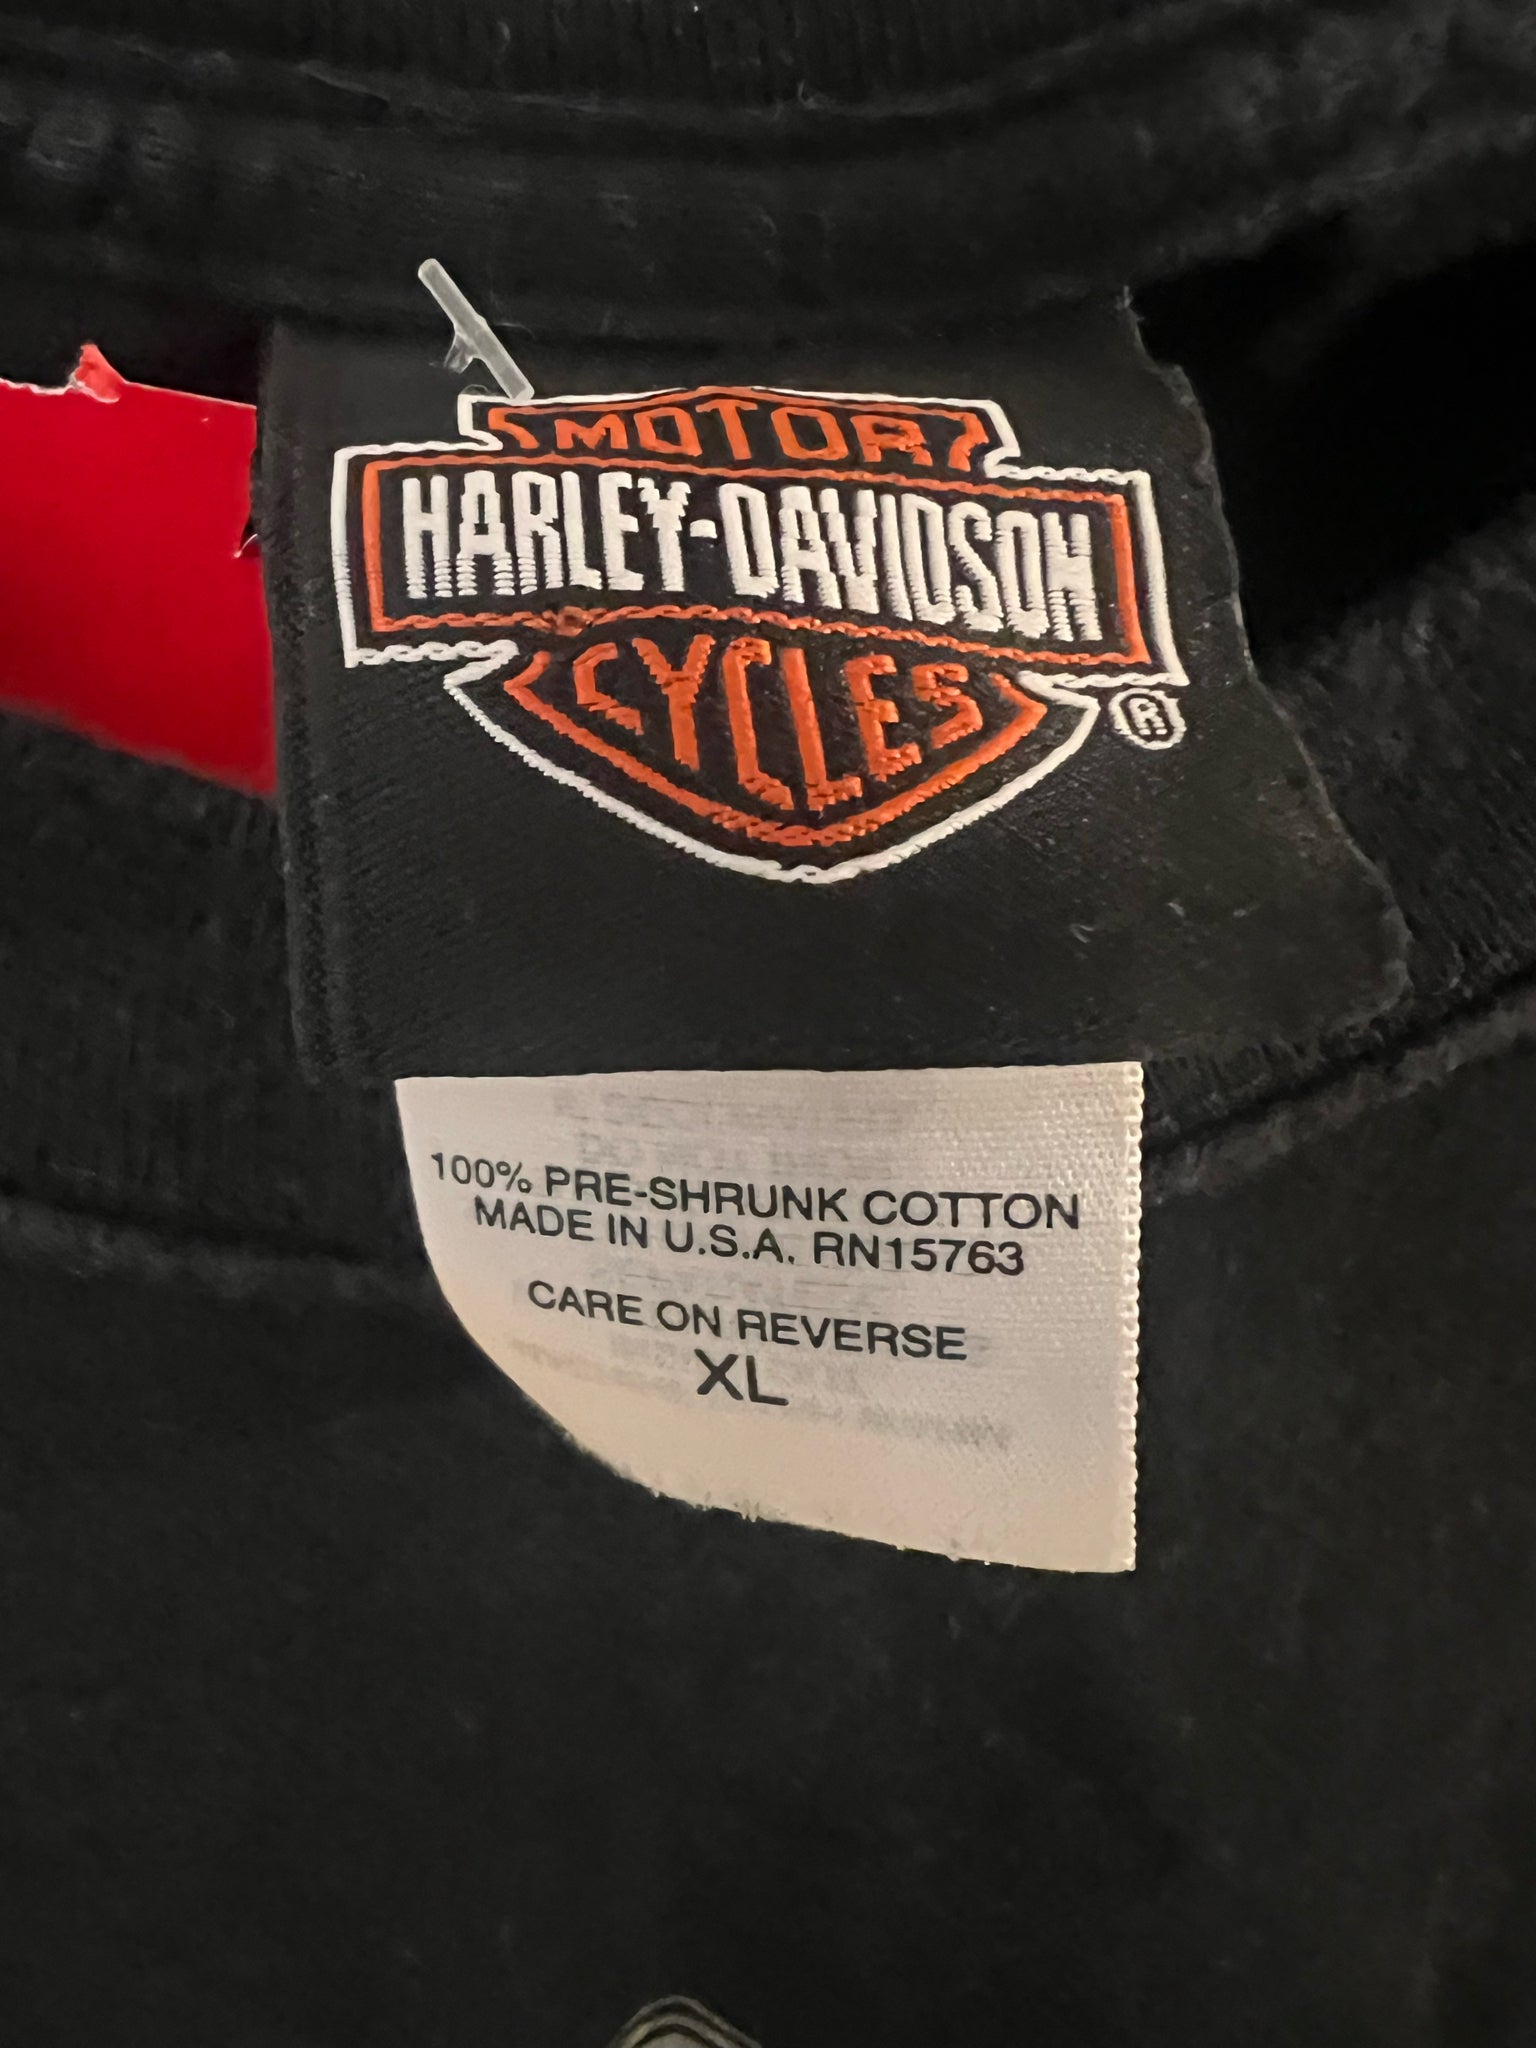 MOTOR
HARLEY-DAVIDSON
CYCLES
®
100% PRE-SHRUNK COTTON
MADE IN U.S.A. RN15763
CARE ON REVERSE
XL